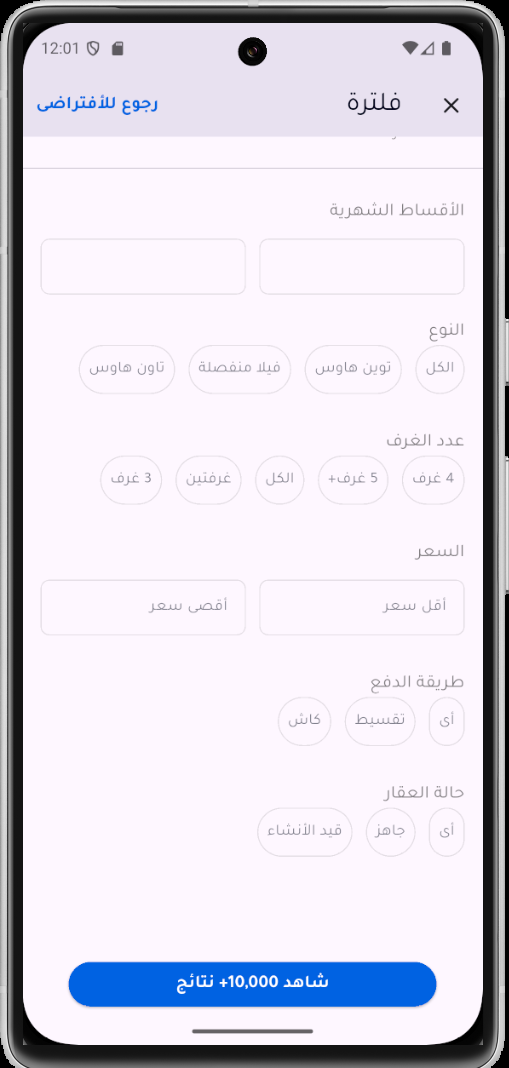 12:01
فلترة رجوع للأفتراضى
الأقساط الشهرية
النوع
الكل توين هاوس فيلا منفصلة تاون هاوس
عدد الغرف
4 غرف 5 غرف+ الكل غرفتين 3 غرف
السعر
أقل سعر أقصى سعر
طريقة الدفع
أى تقسيط كاش
حالة العقار
أى جاهز قيد الأنشاء
شاهد 10,000+ نتائج